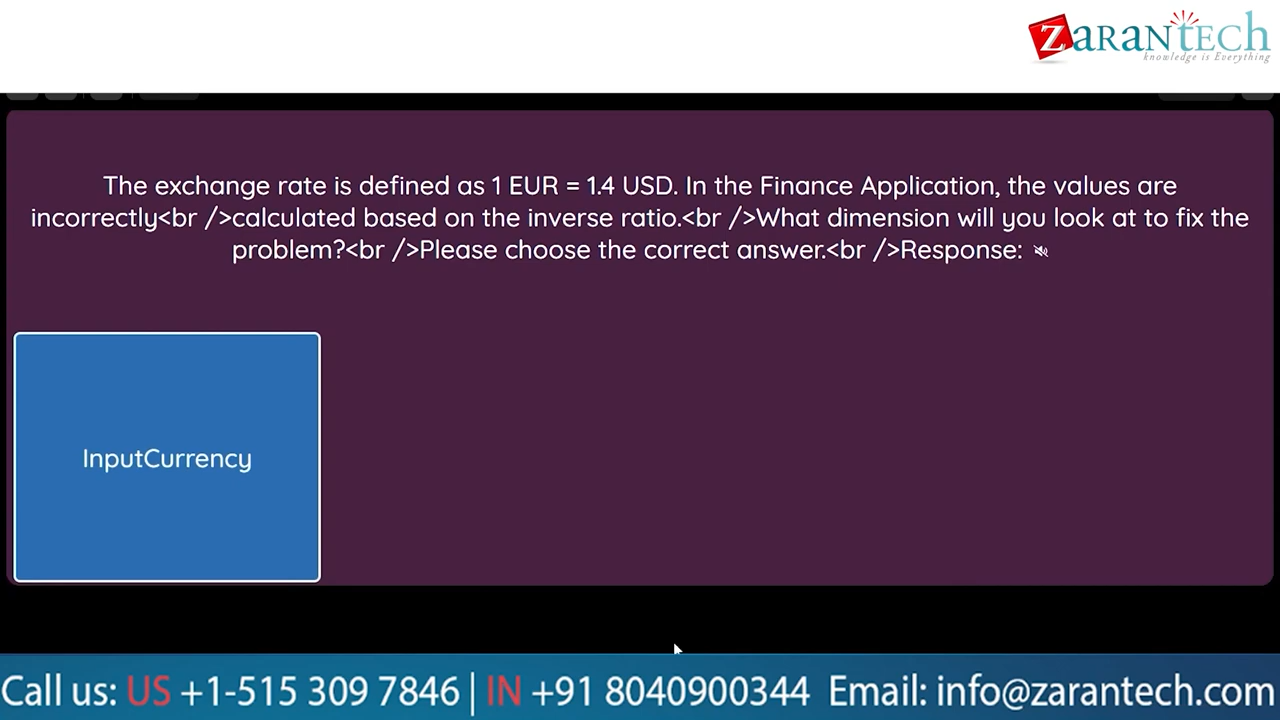 ZARANTECH
knowledge is Everything
The exchange rate is defined as 1 EUR = 1.4 USD. In the Finance Application, the values are
incorrectly<br />calculated based on the inverse ratio.<br />What dimension will you look at to fix the
problem?<br />Please choose the correct answer.<br />Response:
InputCurrency
Call us: US +1-515 309 7846 | IN +91 8040900344 Email: info@zarantech.com